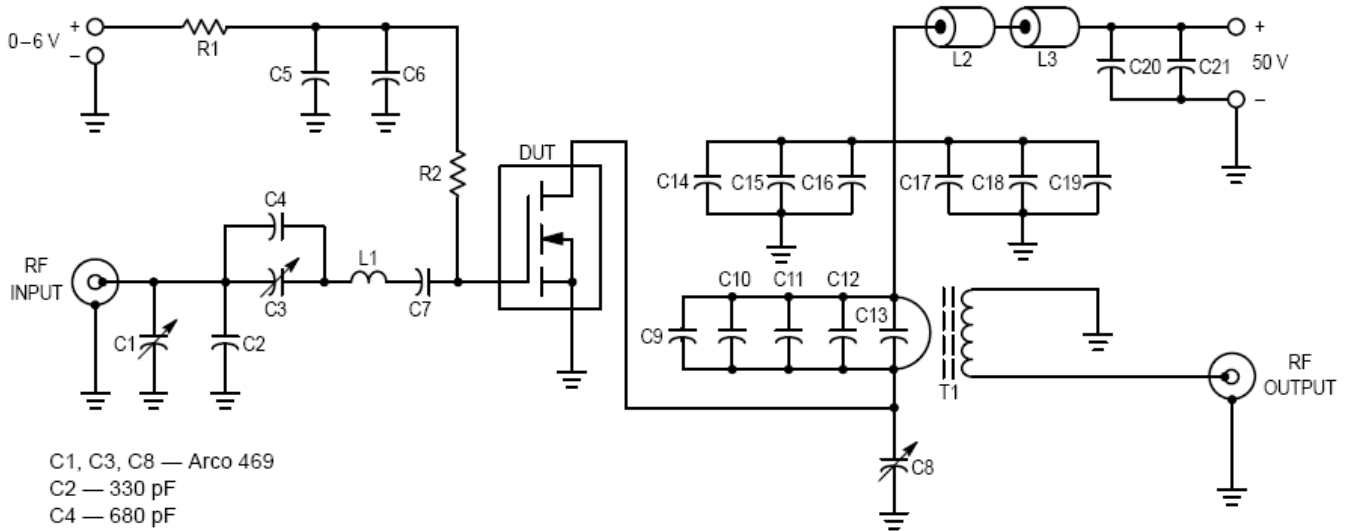 +
0–6 V
–
R1
C5
C6
R2
DUT
L2
L3
C20
C21
+
50 V
–
C14
C15
C16
C17
C18
C19
RF
INPUT
C1
C2
C4
C3
L1
C7
C9
C10
C11
C12
C13
T1
C8
RF
OUTPUT
C1, C3, C8 — Arco 469
C2 — 330 pF
C4 — 680 pF